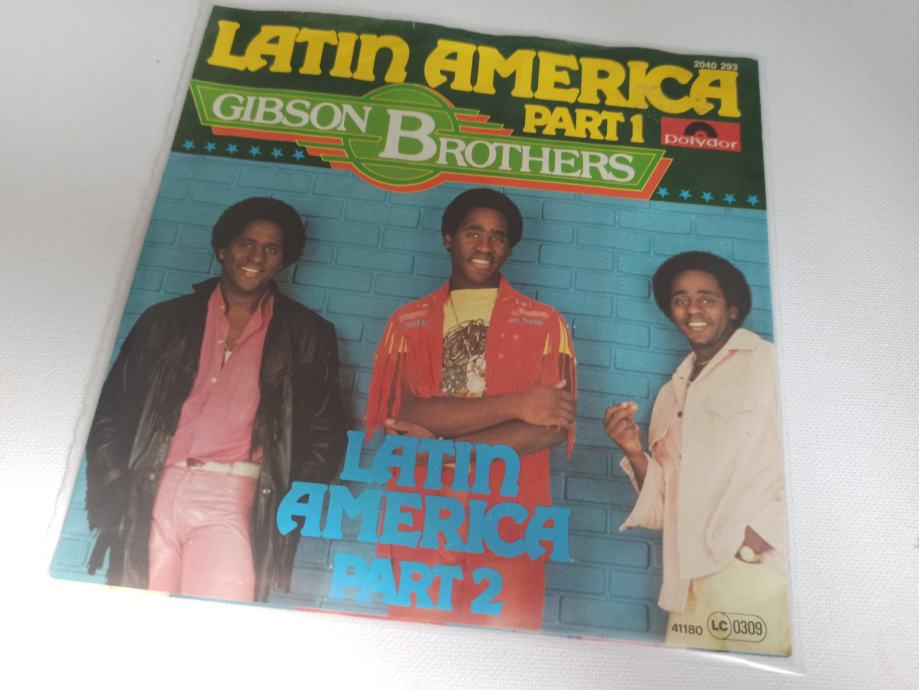 LATIN AMERICA
2040 293
PART 1
polydor
GIBSON BROTHERS
LATIN
AMERICA
PART 2
41180 LC 0309